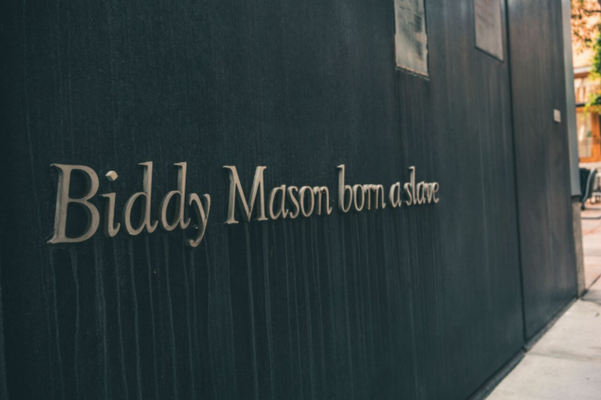 Biddy Mason born a slave